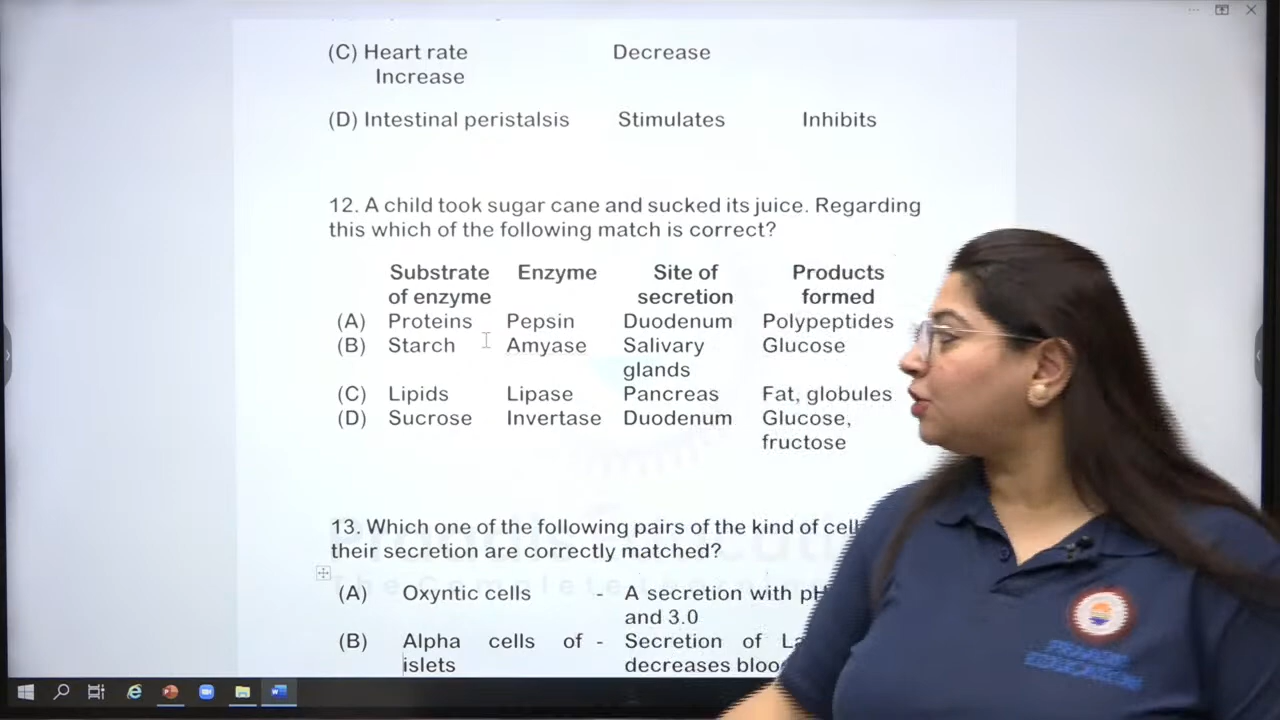 (C) Heart rate Decrease
Increase
(D) Intestinal peristalsis Stimulates Inhibits
12. A child took sugar cane and sucked its juice. Regarding
this which of the following match is correct?
Substrate Enzyme Site of Products
of enzyme secretion formed
(A) Proteins Pepsin Duodenum Polypeptides
(B) Starch Amyase Salivary Glucose
glands
(C) Lipids Lipase Pancreas Fat, globules
(D) Sucrose Invertase Duodenum Glucose,
fructose
13. Which one of the following pairs of the kind of
their secretion are correctly matched?
(A) Oxyntic cells - A secretion with
and 3.0
(B) Alpha cells of - Secretion of
islets decreases